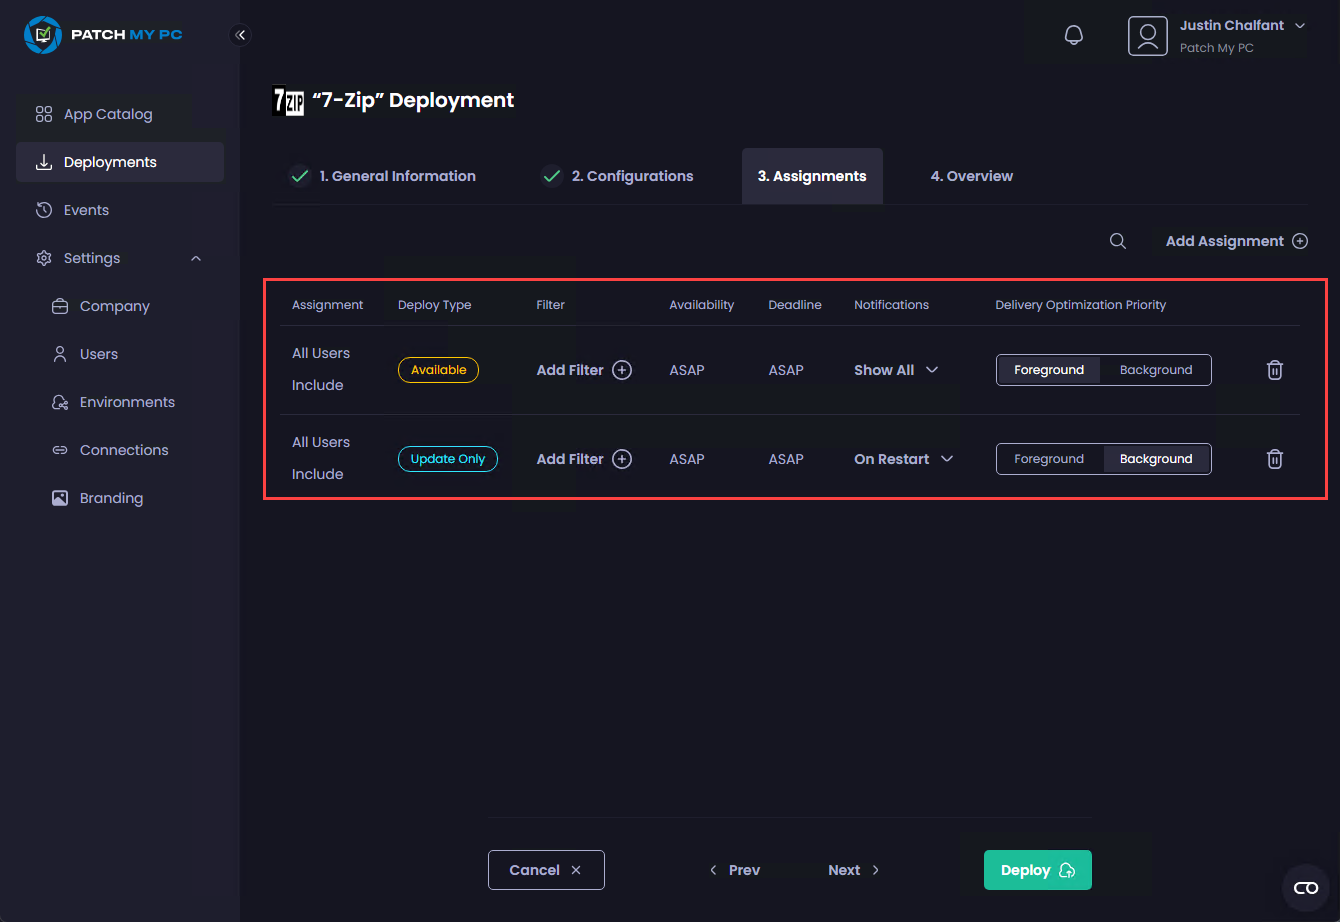 PATCH MY PC
Justin Chalfant
Patch My PC
App Catalog
Deployments
Events
Settings
Company
Users
Environments
Connections
Branding
7ZIP
“7-Zip” Deployment
1. General Information
2. Configurations
3. Assignments
4. Overview
Add Assignment
Assignment Deploy Type Filter Availability Deadline Notifications Delivery Optimization Priority
All Users
Include
Available
Add Filter
ASAP
ASAP
Show All
Foreground Background
All Users
Include
Update Only
Add Filter
ASAP
ASAP
On Restart
Foreground Background
Cancel
Prev
Next
Deploy